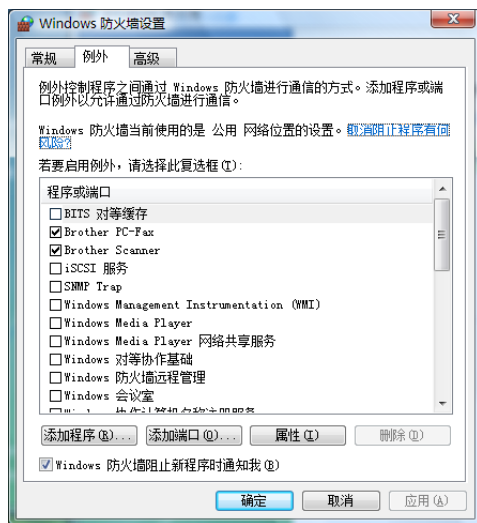 Windows 防火墙设置
常规 例外 高级
例外控制程序之间通过 Windows 防火墙进行通信的方式。添加程序或端
口例外以允许通过防火墙进行通信。
Windows 防火墙当前使用的是 公用 网络位置的设置。取消阻止程序有何
风险?
若要启用例外，请选择此复选框(T):
程序或端口
BITS 对等缓存
Brother PC-Fax
Brother Scanner
iSCSI 服务
SNMP Trap
Windows Management Instrumentation (WMI)
Windows Media Player
Windows Media Player 网络共享服务
Windows 对等协作基础
Windows 防火墙远程管理
Windows 会议室
添加程序(R)... 添加端口(O)... 属性(I) 删除(D)
Windows 防火墙阻止新程序时通知我(B)
确定 取消 应用(A)